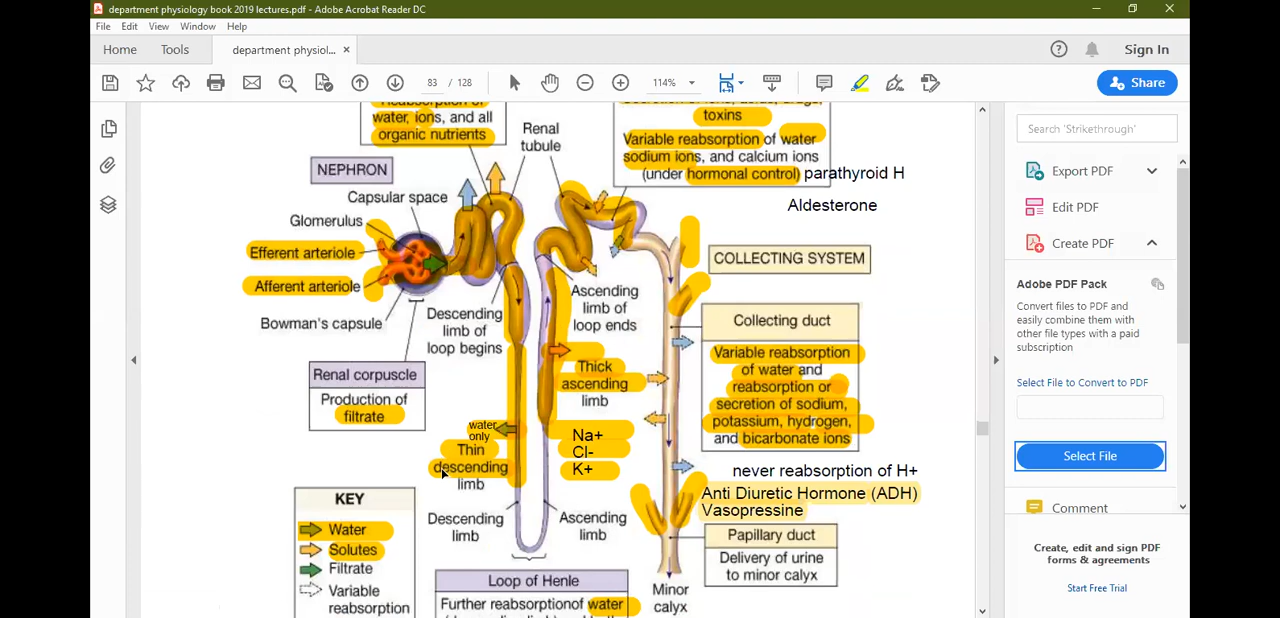 department physiology book 2019 lectures.pdf - Adobe Acrobat Reader DC
File Edit View Window Help
Home Tools department physiol... ×
Sign In
83 / 128
114%
Share
Reabsorption of
water, ions, and all
organic nutrients
Renal
tubule
Secretion of ions, acids, drugs,
toxins
Variable reabsorption of water
sodium ions, and calcium ions
(under hormonal control) parathyroid H
Aldesterone
NEPHRON
Capsular space
Glomerulus
Efferent arteriole
Afferent arteriole
Bowman's capsule
Descending
limb of
loop begins
Ascending
limb of
loop ends
COLLECTING SYSTEM
Collecting duct
Variable reabsorption
of water and
reabsorption or
secretion of sodium,
potassium, hydrogen,
and bicarbonate ions
Renal corpuscle
Production of
filtrate
Thick
ascending
limb
water
only
Thin
descending
limb
Na+
Cl-
K+
never reabsorption of H+
Anti Diuretic Hormone (ADH)
Vasopressine
KEY
Water
Solutes
Filtrate
Variable
reabsorption
Descending
limb
Ascending
limb
Papillary duct
Delivery of urine
to minor calyx
Minor
calyx
Loop of Henle
Further reabsorptionof water
Search 'Strikethrough'
Export PDF
Edit PDF
Create PDF
Adobe PDF Pack
Convert files to PDF and
easily combine them with
other file types with a paid
subscription
Select File to Convert to PDF
Select File
Comment
Convert, edit and sign PDF
forms & agreements
Start Free Trial